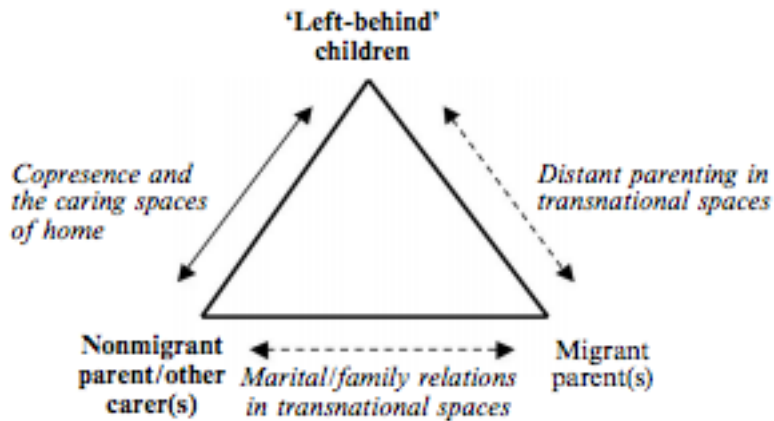 ‘Left-behind’
children
Copresence and
the caring spaces
of home
Distant parenting in
transnational spaces
Nonmigrant
parent/other
carer(s)
Marital/family relations
in transnational spaces
Migrant
parent(s)